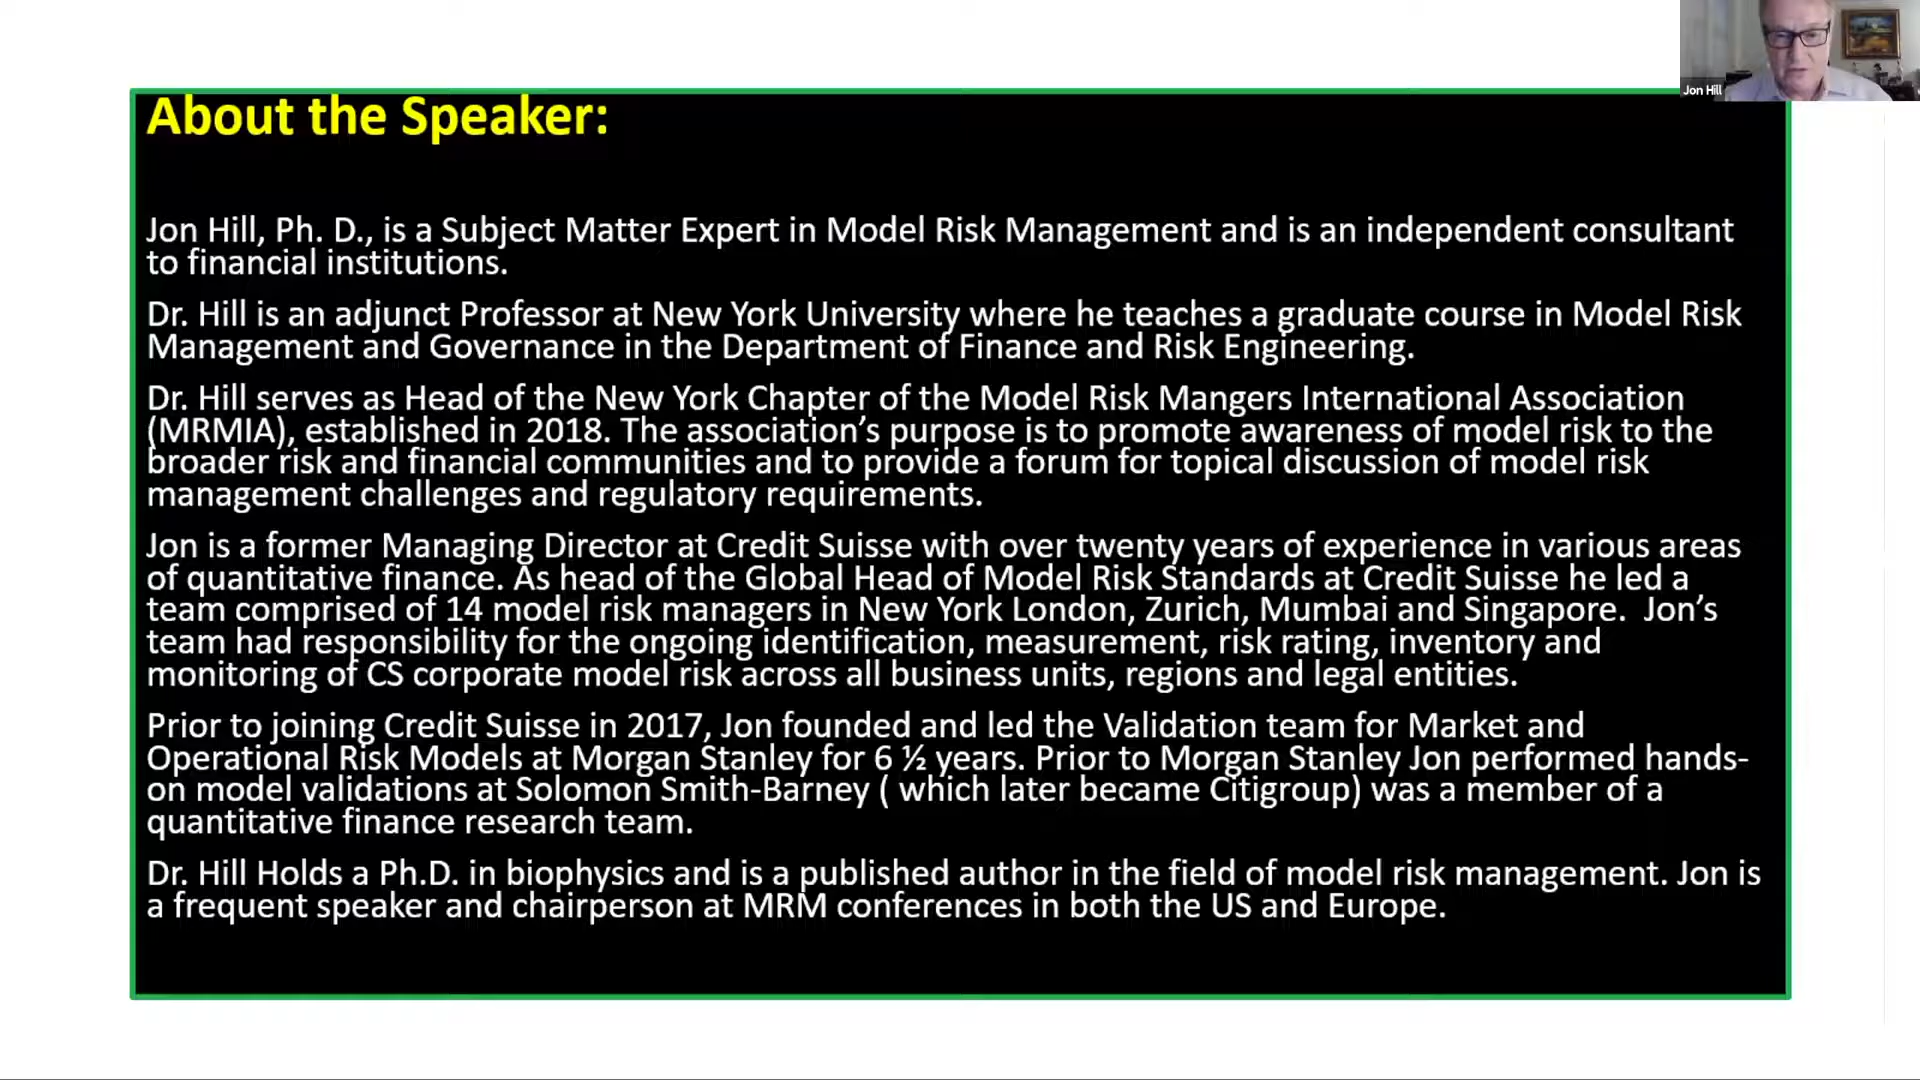 Jon Hill
About the Speaker:
Jon Hill, Ph. D., is a Subject Matter Expert in Model Risk Management and is an independent consultant
to financial institutions.
Dr. Hill is an adjunct Professor at New York University where he teaches a graduate course in Model Risk
Management and Governance in the Department of Finance and Risk Engineering.
Dr. Hill serves as Head of the New York Chapter of the Model Risk Mangers International Association
(MRMIA), established in 2018. The association’s purpose is to promote awareness of model risk to the
broader risk and financial communities and to provide a forum for topical discussion of model risk
management challenges and regulatory requirements.
Jon is a former Managing Director at Credit Suisse with over twenty years of experience in various areas
of quantitative finance. As head of the Global Head of Model Risk Standards at Credit Suisse he led a
team comprised of 14 model risk managers in New York London, Zurich, Mumbai and Singapore.  Jon’s
team had responsibility for the ongoing identification, measurement, risk rating, inventory and
monitoring of CS corporate model risk across all business units, regions and legal entities.
Prior to joining Credit Suisse in 2017, Jon founded and led the Validation team for Market and
Operational Risk Models at Morgan Stanley for 6 ½ years. Prior to Morgan Stanley Jon performed hands-
on model validations at Solomon Smith-Barney ( which later became Citigroup) was a member of a
quantitative finance research team.
Dr. Hill Holds a Ph.D. in biophysics and is a published author in the field of model risk management. Jon is
a frequent speaker and chairperson at MRM conferences in both the US and Europe.